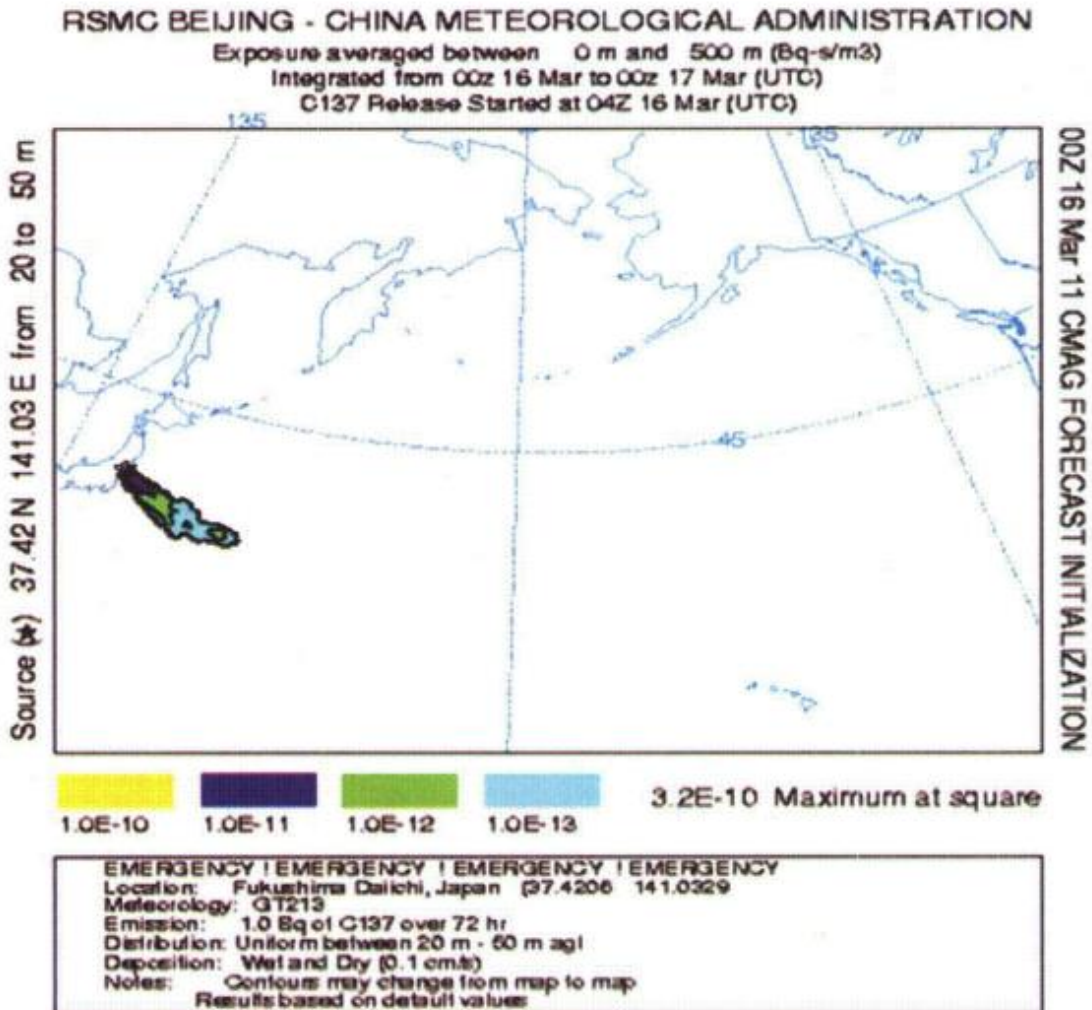 RSMC BEIJING - CHINA METEOROLOGICAL ADMINISTRATION
Exposure averaged between 0 m and 500 m (Bq-s/m3)
Integrated from 00z 16 Mar to 00z 17 Mar (UTC)
C137 Release Started at 04Z 16 Mar (UTC)
Source (★) 37.42 N 141.03 E from 20 to 50 m
00Z 16 Mar 11 CMAG FORECAST INITIALIZATION
135
45
1.0E-10 1.0E-11 1.0E-12 1.0E-13
3.2E-10 Maximum at square
EMERGENCY ! EMERGENCY ! EMERGENCY ! EMERGENCY
Location: Fukushima Daiichi, Japan (37.4206 141.0329
Meteorology: GT213
Emission: 1.0 Bq of C137 over 72 hr
Distribution: Uniform between 20 m - 50 m agl
Deposition: Wet and Dry (0.1 cm/s)
Notes: Contours may change from map to map
Results based on default values